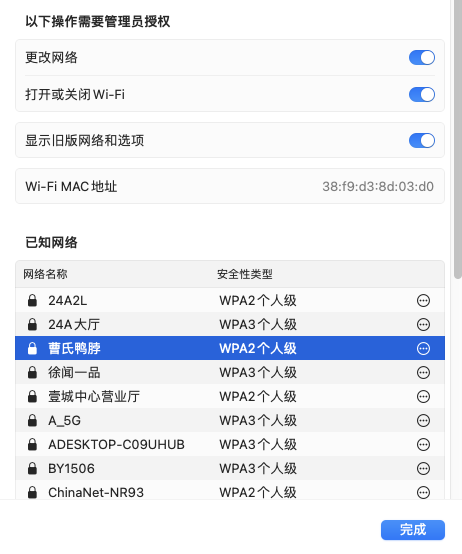 以下操作需要管理员授权
更改网络
打开或关闭 Wi-Fi
显示旧版网络和选项
Wi-Fi MAC 地址 38:f9:d3:8d:03:d0
已知网络
网络名称 安全性类型
24A2L WPA2个人级
24A大厅 WPA3个人级
曹氏鸭脖 WPA2个人级
徐闻一品 WPA3个人级
壹城中心营业厅 WPA2个人级
A_5G WPA3个人级
ADESKTOP-C09UHUB WPA3个人级
BY1506 WPA3个人级
ChinaNet-NR93 WPA2个人级
完成